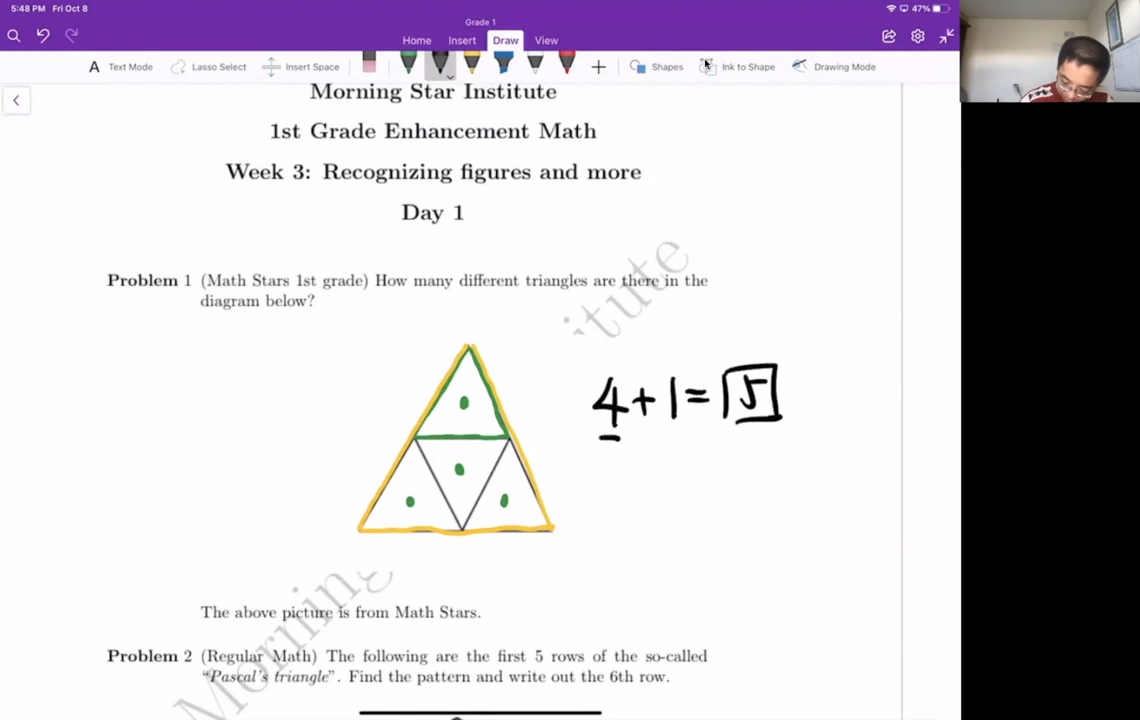 5:48 PM Fri Oct 8
47%
Grade 1
Home Insert Draw View
Text Mode Lasso Select Insert Space Shapes Ink to Shape Drawing Mode
Morning Star Institute
1st Grade Enhancement Math
Week 3: Recognizing figures and more
Day 1
Problem 1 (Math Stars 1st grade) How many different triangles are there in the
diagram below?
4+1=5
The above picture is from Math Stars.
Problem 2 (Regular Math) The following are the first 5 rows of the so-called
"Pascal's triangle". Find the pattern and write out the 6th row.